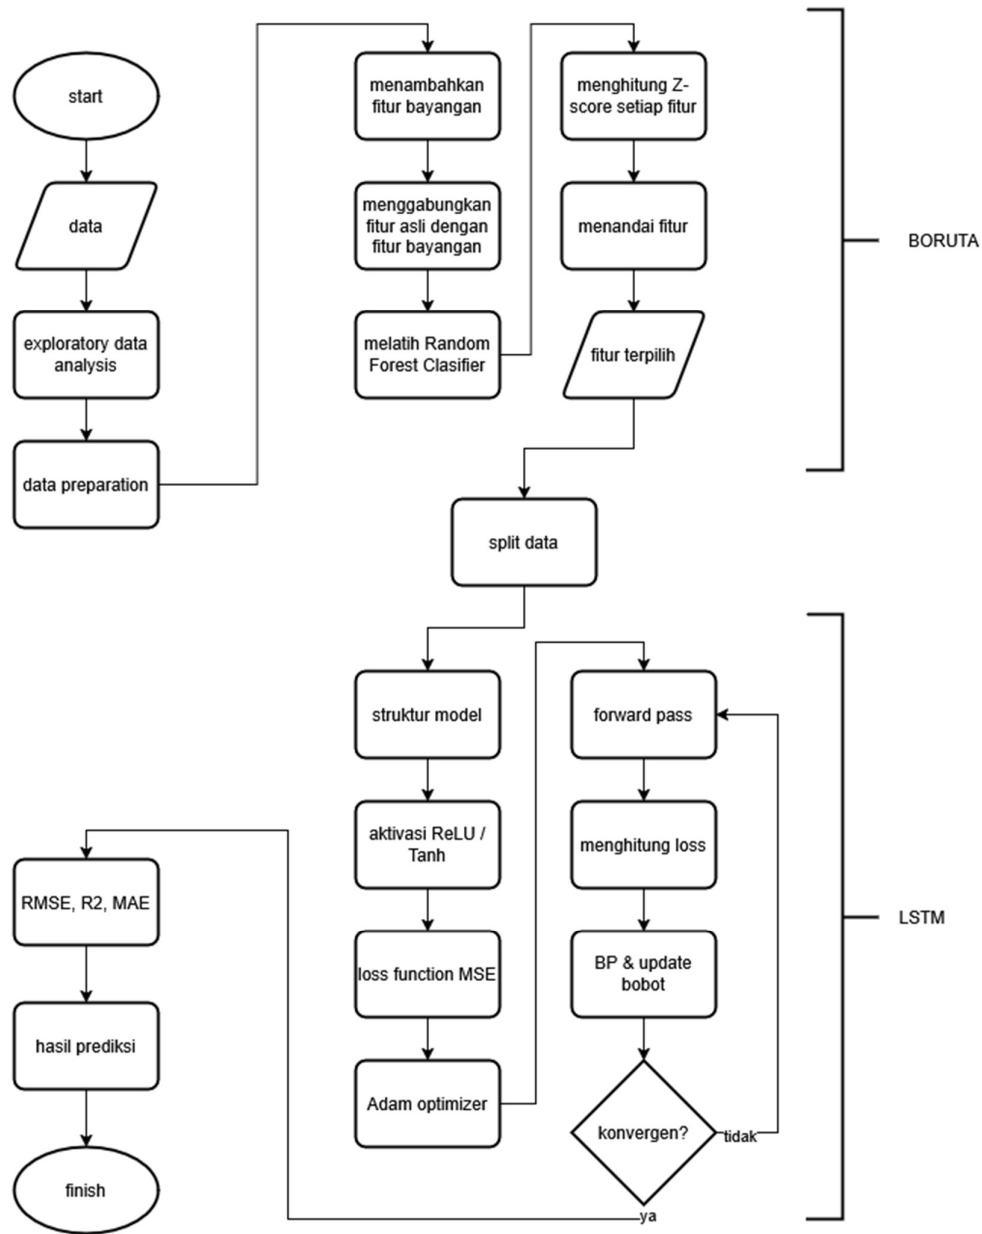 start
data
exploratory data
analysis
data preparation
menambahkan
fitur bayangan
menggabungkan
fitur asli dengan
fitur bayangan
melatih Random
Forest Clasifier
menghitung Z-
score setiap fitur
menandai fitur
fitur terpilih
BORUTA
split data
struktur model
aktivasi ReLU /
Tanh
loss function MSE
Adam optimizer
forward pass
menghitung loss
BP & update
bobot
konvergen?
tidak
ya
LSTM
RMSE, R2, MAE
hasil prediksi
finish